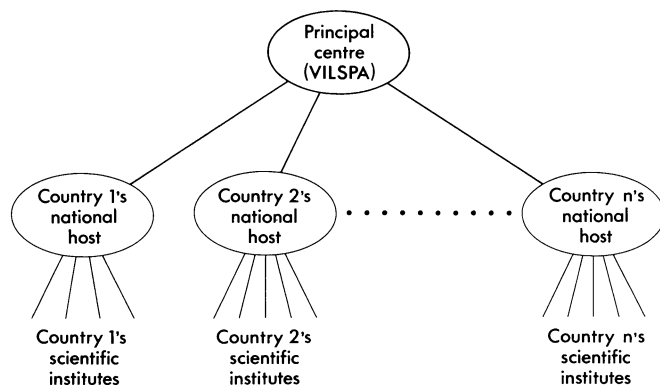 Principal
centre
(VILSPA)
Country 1's
national
host
Country 2's
national
host
Country n's
national
host
Country 1's
scientific
institutes
Country 2's
scientific
institutes
Country n's
scientific
institutes